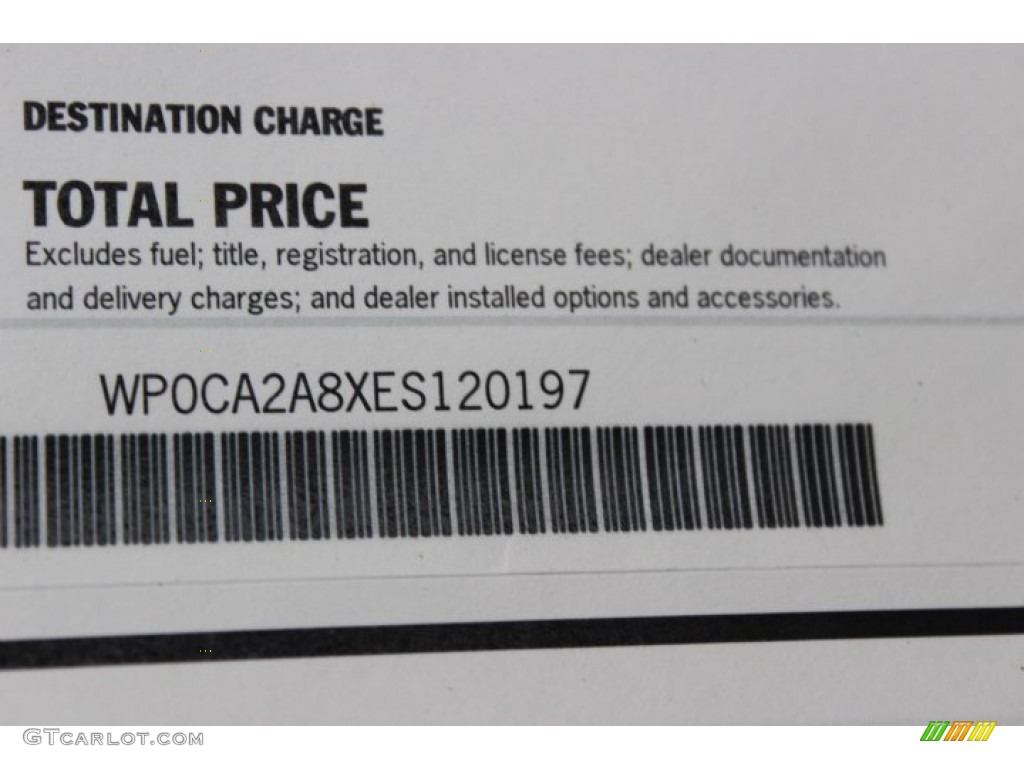 DESTINATION CHARGE
TOTAL PRICE
Excludes fuel; title, registration, and license fees; dealer documentation
and delivery charges; and dealer installed options and accessories.
WP0CA2A8XES120197
GTCARLOT.COM